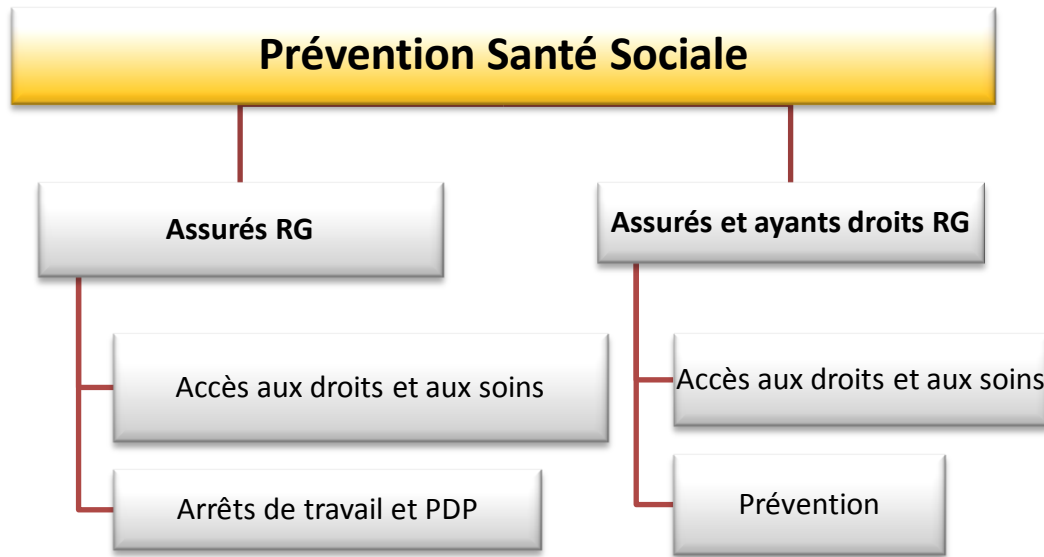 Prévention Santé Sociale
Assurés RG
Accès aux droits et aux soins
Arrêts de travail et PDP
Assurés et ayants droits RG
Accès aux droits et aux soins
Prévention